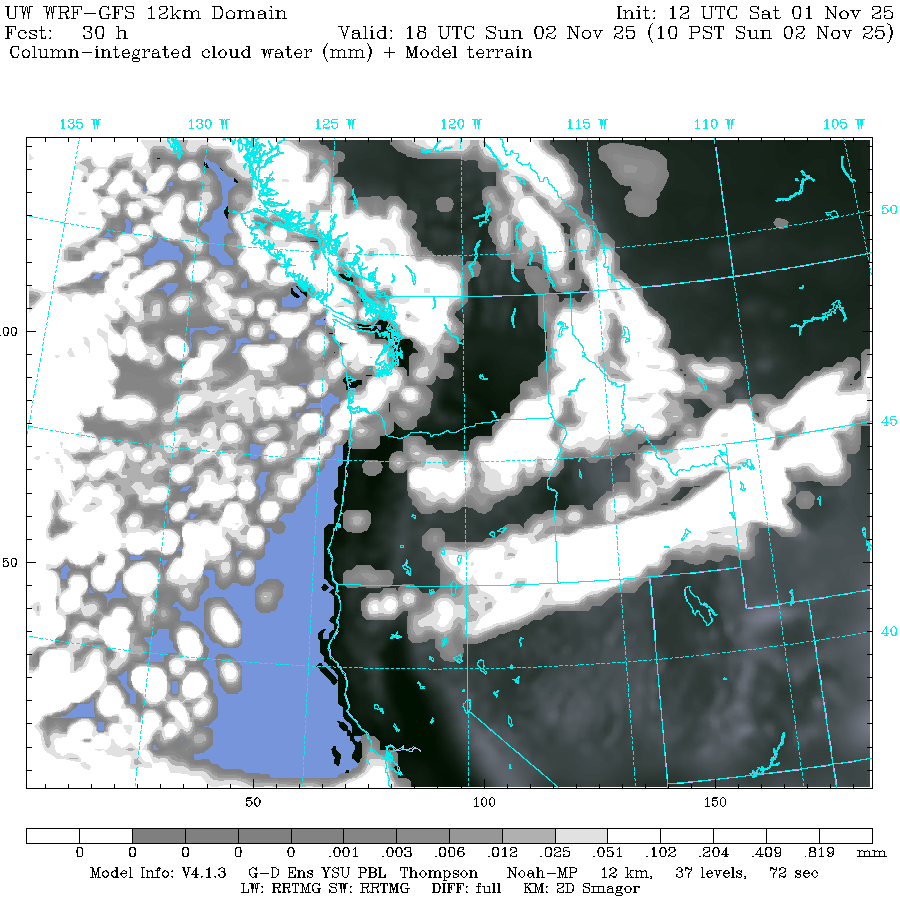 UW WRF-GFS 12km Domain Init: 12 UTC Sat 01 Nov 25
Fcst: 30 h Valid: 18 UTC Sun 02 Nov 25 (10 PST Sun 02 Nov 25)
Column-integrated cloud water (mm) + Model terrain
135 W 130 W 125 W 120 W 115 W 110 W 105 W
50
00
45
50
40
50 100 150
0 0 0 0 0 .001 .003 .006 .012 .025 .051 .102 .204 .409 .819 mm
Model Info: V4.1.3 G-D Ens YSU PBL Thompson Noah-MP 12 km, 37 levels, 72 sec
LW: RRTMG SW: RRTMG DIFF: full KM: 2D Smagor